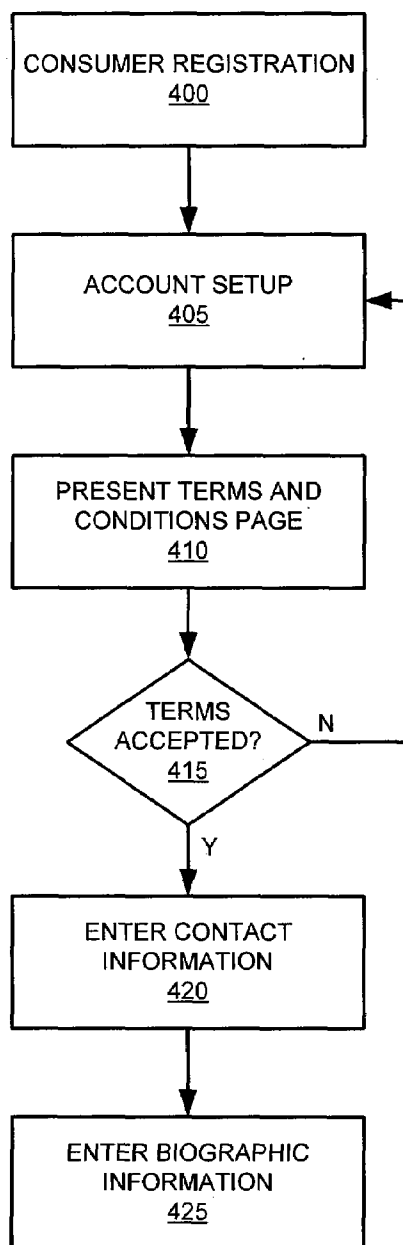 CONSUMER REGISTRATION
400
ACCOUNT SETUP
405
PRESENT TERMS AND
CONDITIONS PAGE
410
TERMS
ACCEPTED?
415
N
Y
ENTER CONTACT
INFORMATION
420
ENTER BIOGRAPHIC
INFORMATION
425